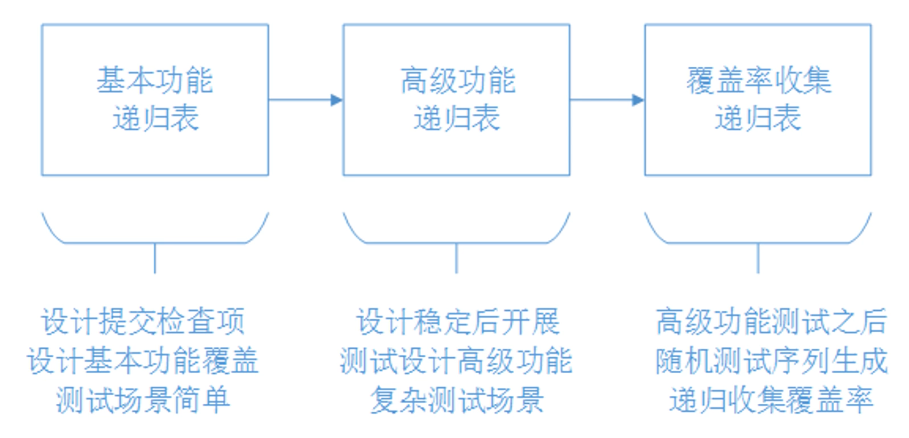 基本功能
递归表
高级功能
递归表
覆盖率收集
递归表
设计提交检查项
设计基本功能覆盖
测试场景简单
设计稳定后开展
测试设计高级功能
复杂测试场景
高级功能测试之后
随机测试序列生成
递归收集覆盖率